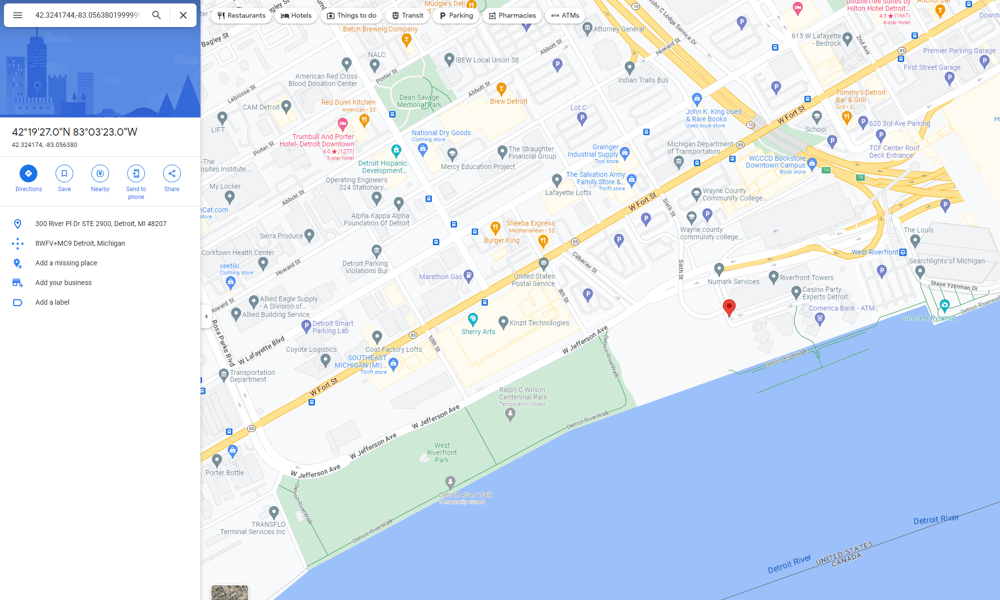 42.3241744,-83.0563801999999
Restaurants
Hotels
Things to do
Transit
Parking
Pharmacies
ATMs
42°19'27.0"N 83°03'23.0"W
42.324174, -83.056380
Directions
Save
Nearby
Send to
phone
Share
300 River Pl Dr STE 2900, Detroit, MI 48207
8WFV+MC9 Detroit, Michigan
Add a missing place
Add your business
Add a label
Mudgie's Deli
Batch Brewing Company
Bagley St
NALC
American Red Cross
Blood Donation Center
IBEW Local Union 58
Attorney General
Abbott St
Howard St
John C Lodge Service Dr
10
DoubleTree Suites by
Hilton Hotel Detroit...
4.3 ★ (1667)
4-star hotel
Anchor Bar
615 W Lafayette
- Bedrock
2nd Ave
85
Premier Parking Garage
First Street Garage
Indian Trails Bus
Porter St
Labrosse St
CAM Detroit
LIFT
Red Dunn Kitchen
American • $$
Dean Savage
Memorial Park
Abbott St
Brew Detroit
Lot C
John K. King Used
& Rare Books
Used book store
10
W Fort St
School
Tommy's Detroit
Bar & Grill
Grill • $
620 3rd Ave Parking
TCF Center Roof
Deck Entrance
Trumbull And Porter
Hotel- Detroit Downtown
4.0 ★ (1277)
3-star hotel
Porter St
National Dry Goods
Clothing store
Detroit Hispanic
Development...
Mercy Education Project
The Straughter
Financial Group
Grainger
Industrial Supply
Tool store
Michigan Department
of Transportation
85
WCCCD Bookstore
Downtown Campus
Book store
1A
1B
-The
osites Institute...
My Locker
Operating Engineers
324 Stationary...
The Salvation Army
Family Store &...
Thrift store
Lafayette Lofts
Wayne County
Community College...
Abbott St
W Fort St
Sixth St
nCat.com
store
Alpha Kappa Alpha
Foundation Of Detroit
Sheeba Express
Mediterranean • $$
Burger King
Wayne county
community college...
The Louis
Serra Produce
85
Corktown Health Center
veetiki
Clothing store
Howard St
Detroit Parking
Violations Bur
Marathon Gas
United States
Postal Service
Cabacier St
Sixth St
West Riverfront
Searchlights of Michigan
Numark Services
Riverfront Towers
Steve Yzerman Dr
Casino Party
Experts Detroit
Comerica Bank - ATM
Concrete Pyramid
Detroit-Riverwalk
Howard St
Allied Eagle Supply
- A Division of...
Allied Building Service
8th St
Detroit Smart
Parking Lab
Sherry Arts
Kinzit Technologies
Rosa Parks Blvd
W Lafayette Blvd
85
10th St
W Jefferson Ave
Detroit-RiverWalk
Coyote Logistics
Coat Factory Lofts
SOUTHEAST
MICHIGAN (MI)...
Thrift store
Detroit-Riverwalk
Transportation
Department
W Fort St
Ralph C.Wilson
Centennial Park
Temporarily closed
W Jefferson Ave
Detroit-RiverWalk
85
W Jefferson Ave
West
Riverfront
Park
Porter Bottle
W Jefferson Ave
Detroit-RiverWalk
Detroit River Walk
Temporarily closed
TRANSFLO
Terminal Services Inc
Detroit-RiverWalk
Detroit River
Detroit River
UNITED STATES
CANADA